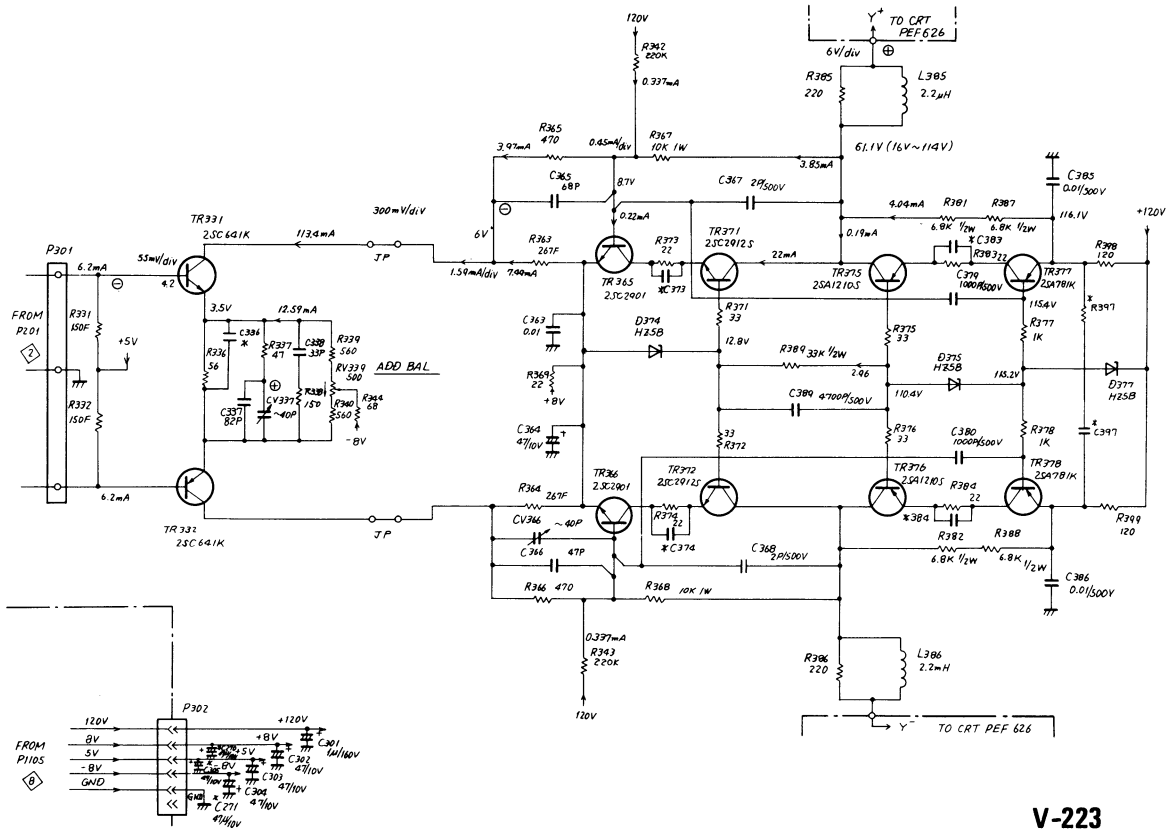 120V
R342
220K
0.337mA
Y+
TO CRT
PEF626
6V/div
R385
220
L385
2.2μH
3.97mA
R365
470
0.45mA/div
R367
10K 1W
3.85mA
61.1V (16V~114V)
C365
68P
8.7V
C367
2P/500V
C385
0.01/500V
300mV/div
0.22mA
4.04mA
R381
6.8K 1/2W
R387
6.8K 1/2W
116.1V
+120V
TR331
2SC641K
113.4mA
JP
6V
1.59mA/div
R363
267F
7.44mA
TR365
2SC2901
R373
22
*C373
TR371
2SC2912S
22mA
0.19mA
TR375
2SA1210S
*C383
R383 22
C379
1000P/500V
TR377
2SA781K
R398
120
P301
6.2mA
55mV/div
4.2
FROM
P201
2
R331
150F
+5V
R332
150F
6.2mA
3.5V
12.59mA
R336
56
C336
*
R337
47
C338
33P
R339
560
RV339
500
ADD BAL
C337
82P
CV337
~40P
R338
150
R340
560
R344
68
-8V
C363
0.01
D374
HZ5B
R371
33
12.8V
R375
33
115.4V
R377
1K
*
R397
R369
22
+8V
R389 33K 1/2W
2.96
D375
HZ5B
115.2V
110.4V
D377
HZ5B
C389 4700P/500V
C364
47/10V
33
R372
R376
33
C380
1000P/500V
R378
1K
*
C397
TR332
2SC641K
JP
R364
267F
TR366
2SC2901
TR372
2SC2912S
TR376
2SA1210S
R384
22
TR378
2SA781K
CV366
~40P
R374
22
*C374
*384
R399
120
C366
47P
C368
2P/500V
R382
6.8K 1/2W
R388
6.8K 1/2W
C386
0.01/500V
R366 470
R368 10K 1W
0.337mA
R343
220K
120V
R386
220
L386
2.2mH
Y-
TO CRT PEF 626
P302
FROM
P1105
8
120V
8V
5V
-8V
GND
+120V
+8V
+5V
-8V
GND
C301
1μ/160V
C302
47/10V
C303
47/10V
C304
47/10V
*
C271
47μ/10V
V-223